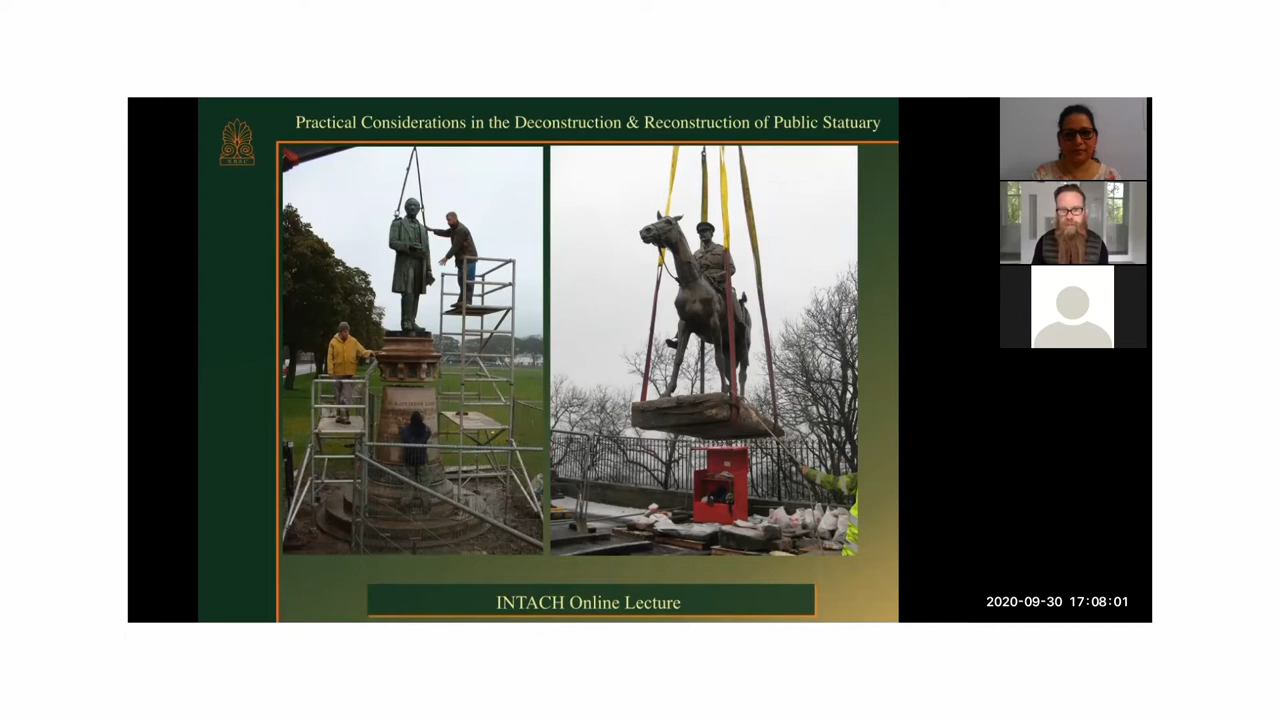 Practical Considerations in the Deconstruction & Reconstruction of Public Statuary
INTACH Online Lecture
2020-09-30 17:08:01